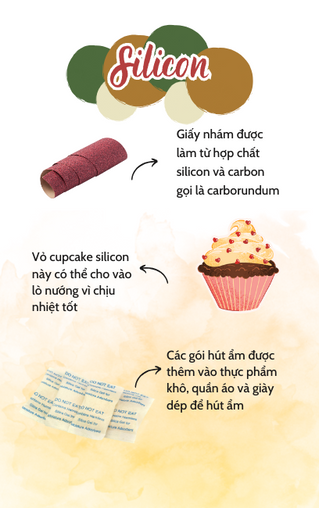 Silicon
Giấy nhám được
làm từ hợp chất
silicon và carbon
gọi là carborundum
Vỏ cupcake silicon
này có thể cho vào
lò nướng vì chịu
nhiệt tốt
Các gói hút ẩm được
thêm vào thực phẩm
khô, quần áo và giày
dép để hút ẩm
DO NOT EAT
DO NOT EAT
DO NOT EAT